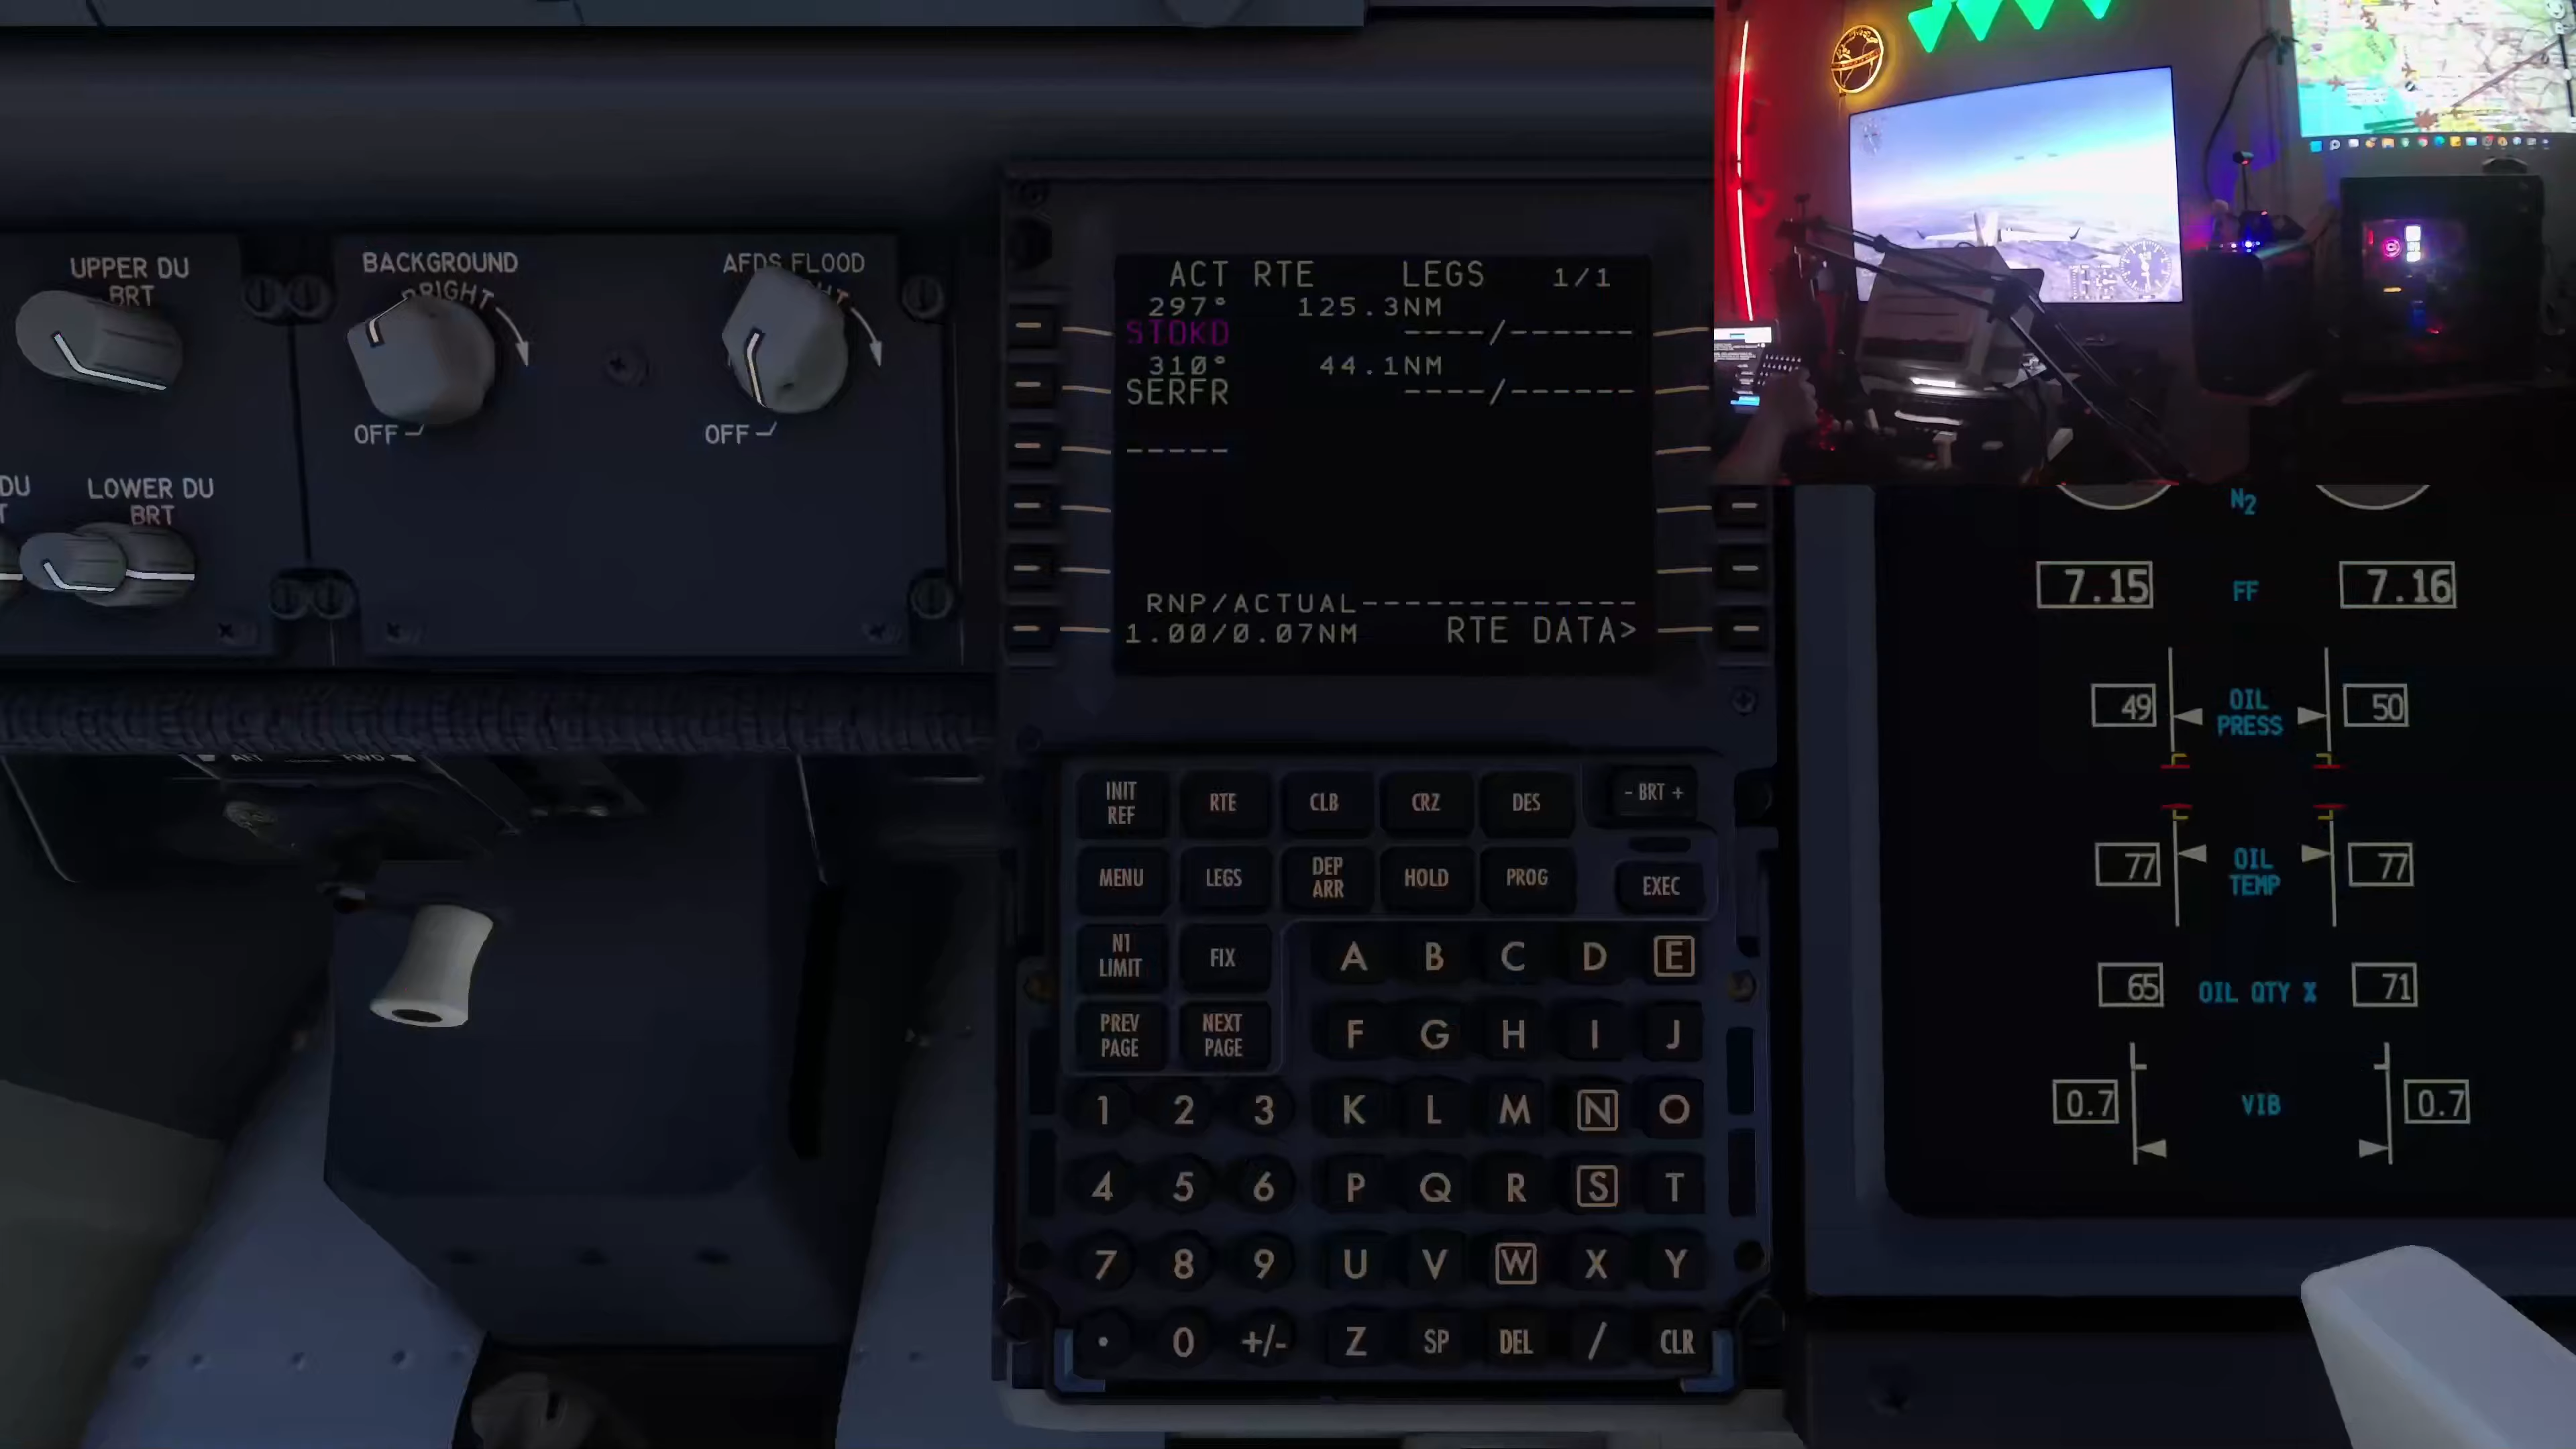 UPPER DU
BRT
BACKGROUND
BRIGHT
OFF
AFDS FLOOD
OFF
DU
T
LOWER DU
BRT
AFT
FWD
ACT RTE LEGS 1/1
297° 125.3NM
STOKD ----/------
310° 44.1NM
SERFR ----/------
-----
RNP/ACTUAL-------------
1.00/0.07NM RTE DATA>
INIT REF
RTE
CLB
CRZ
DES
- BRT +
MENU
LEGS
DEP ARR
HOLD
PROG
EXEC
N1 LIMIT
FIX
A B C D E
PREV PAGE
NEXT PAGE
F G H I J
1 2 3 K L M N O
4 5 6 P Q R S T
7 8 9 U V W X Y
. 0 +/- Z SP DEL / CLR
N2
7.15 FF 7.16
49 OIL PRESS 50
77 OIL TEMP 77
65 OIL QTY % 71
0.7 VIB 0.7